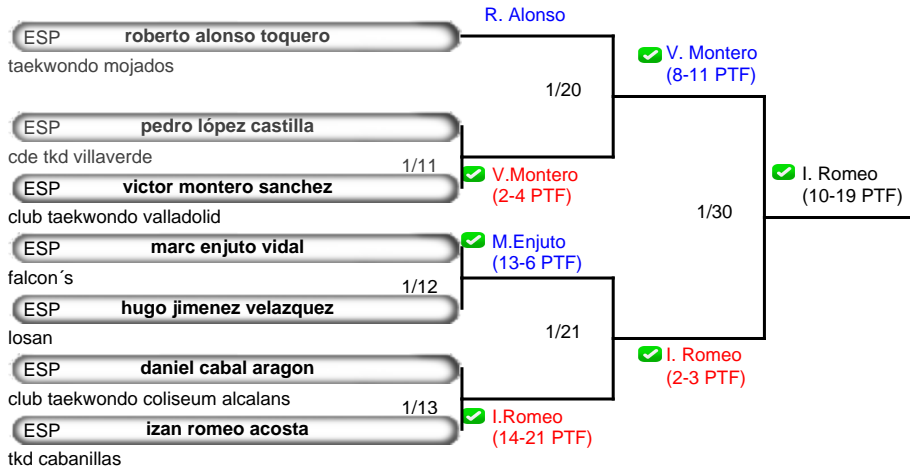 R. Alonso
ESP roberto alonso toquero
taekwondo mojados
V. Montero
(8-11 PTF)
1/20
ESP pedro lópez castilla
cde tkd villaverde
1/11
V.Montero
(2-4 PTF)
ESP victor montero sanchez
club taekwondo valladolid
I. Romeo
(10-19 PTF)
1/30
ESP marc enjuto vidal
falcon´s
M.Enjuto
(13-6 PTF)
1/12
ESP hugo jimenez velazquez
losan
1/21
I. Romeo
(2-3 PTF)
ESP daniel cabal aragon
club taekwondo coliseum alcalans
1/13
I.Romeo
(14-21 PTF)
ESP izan romeo acosta
tkd cabanillas